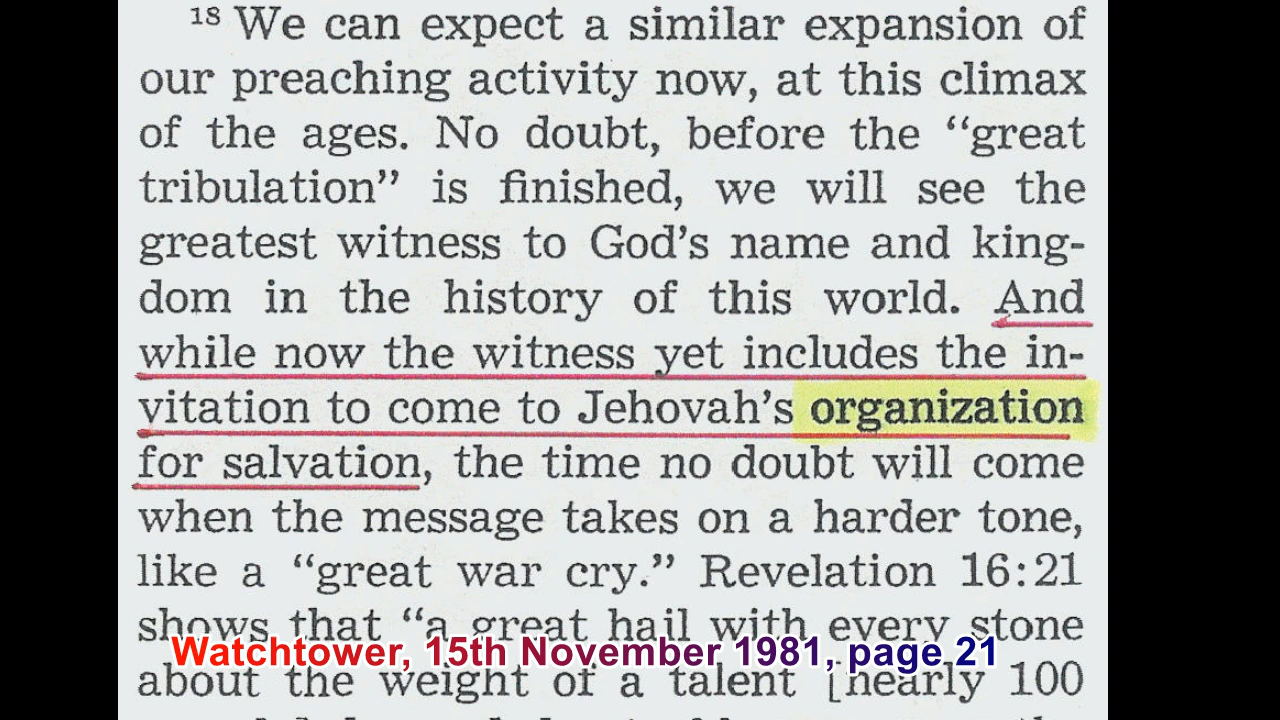 18 We can expect a similar expansion of
our preaching activity now, at this climax
of the ages. No doubt, before the “great
tribulation” is finished, we will see the
greatest witness to God’s name and king-
dom in the history of this world. And
while now the witness yet includes the in-
vitation to come to Jehovah’s organization
for salvation, the time no doubt will come
when the message takes on a harder tone,
like a “great war cry.” Revelation 16:21
shows that “a great hail with every stone
Watchtower, 15th November 1981, page 21
about the weight of a talent [nearly 100